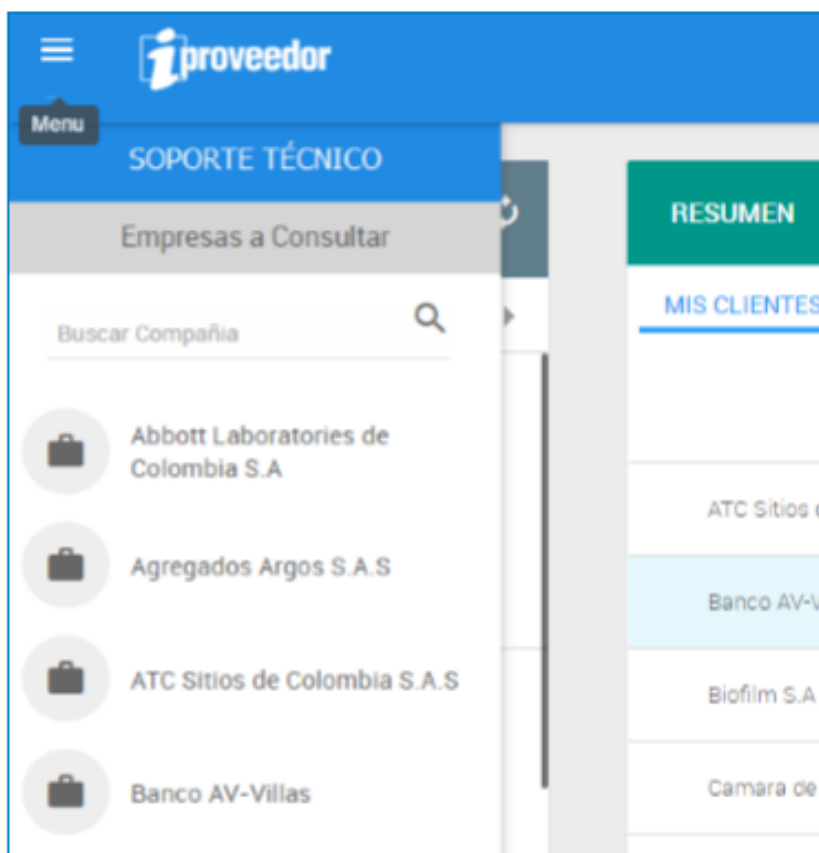 iproveedor
Menu
SOPORTE TÉCNICO
Empresas a Consultar
Buscar Compañia
Abbott Laboratories de
Colombia S.A
Agregados Argos S.A.S
ATC Sitios de Colombia S.A.S
Banco AV-Villas
RESUMEN
MIS CLIENTES
ATC Sitios
Banco AV-V
Biofilm S.A
Camara de